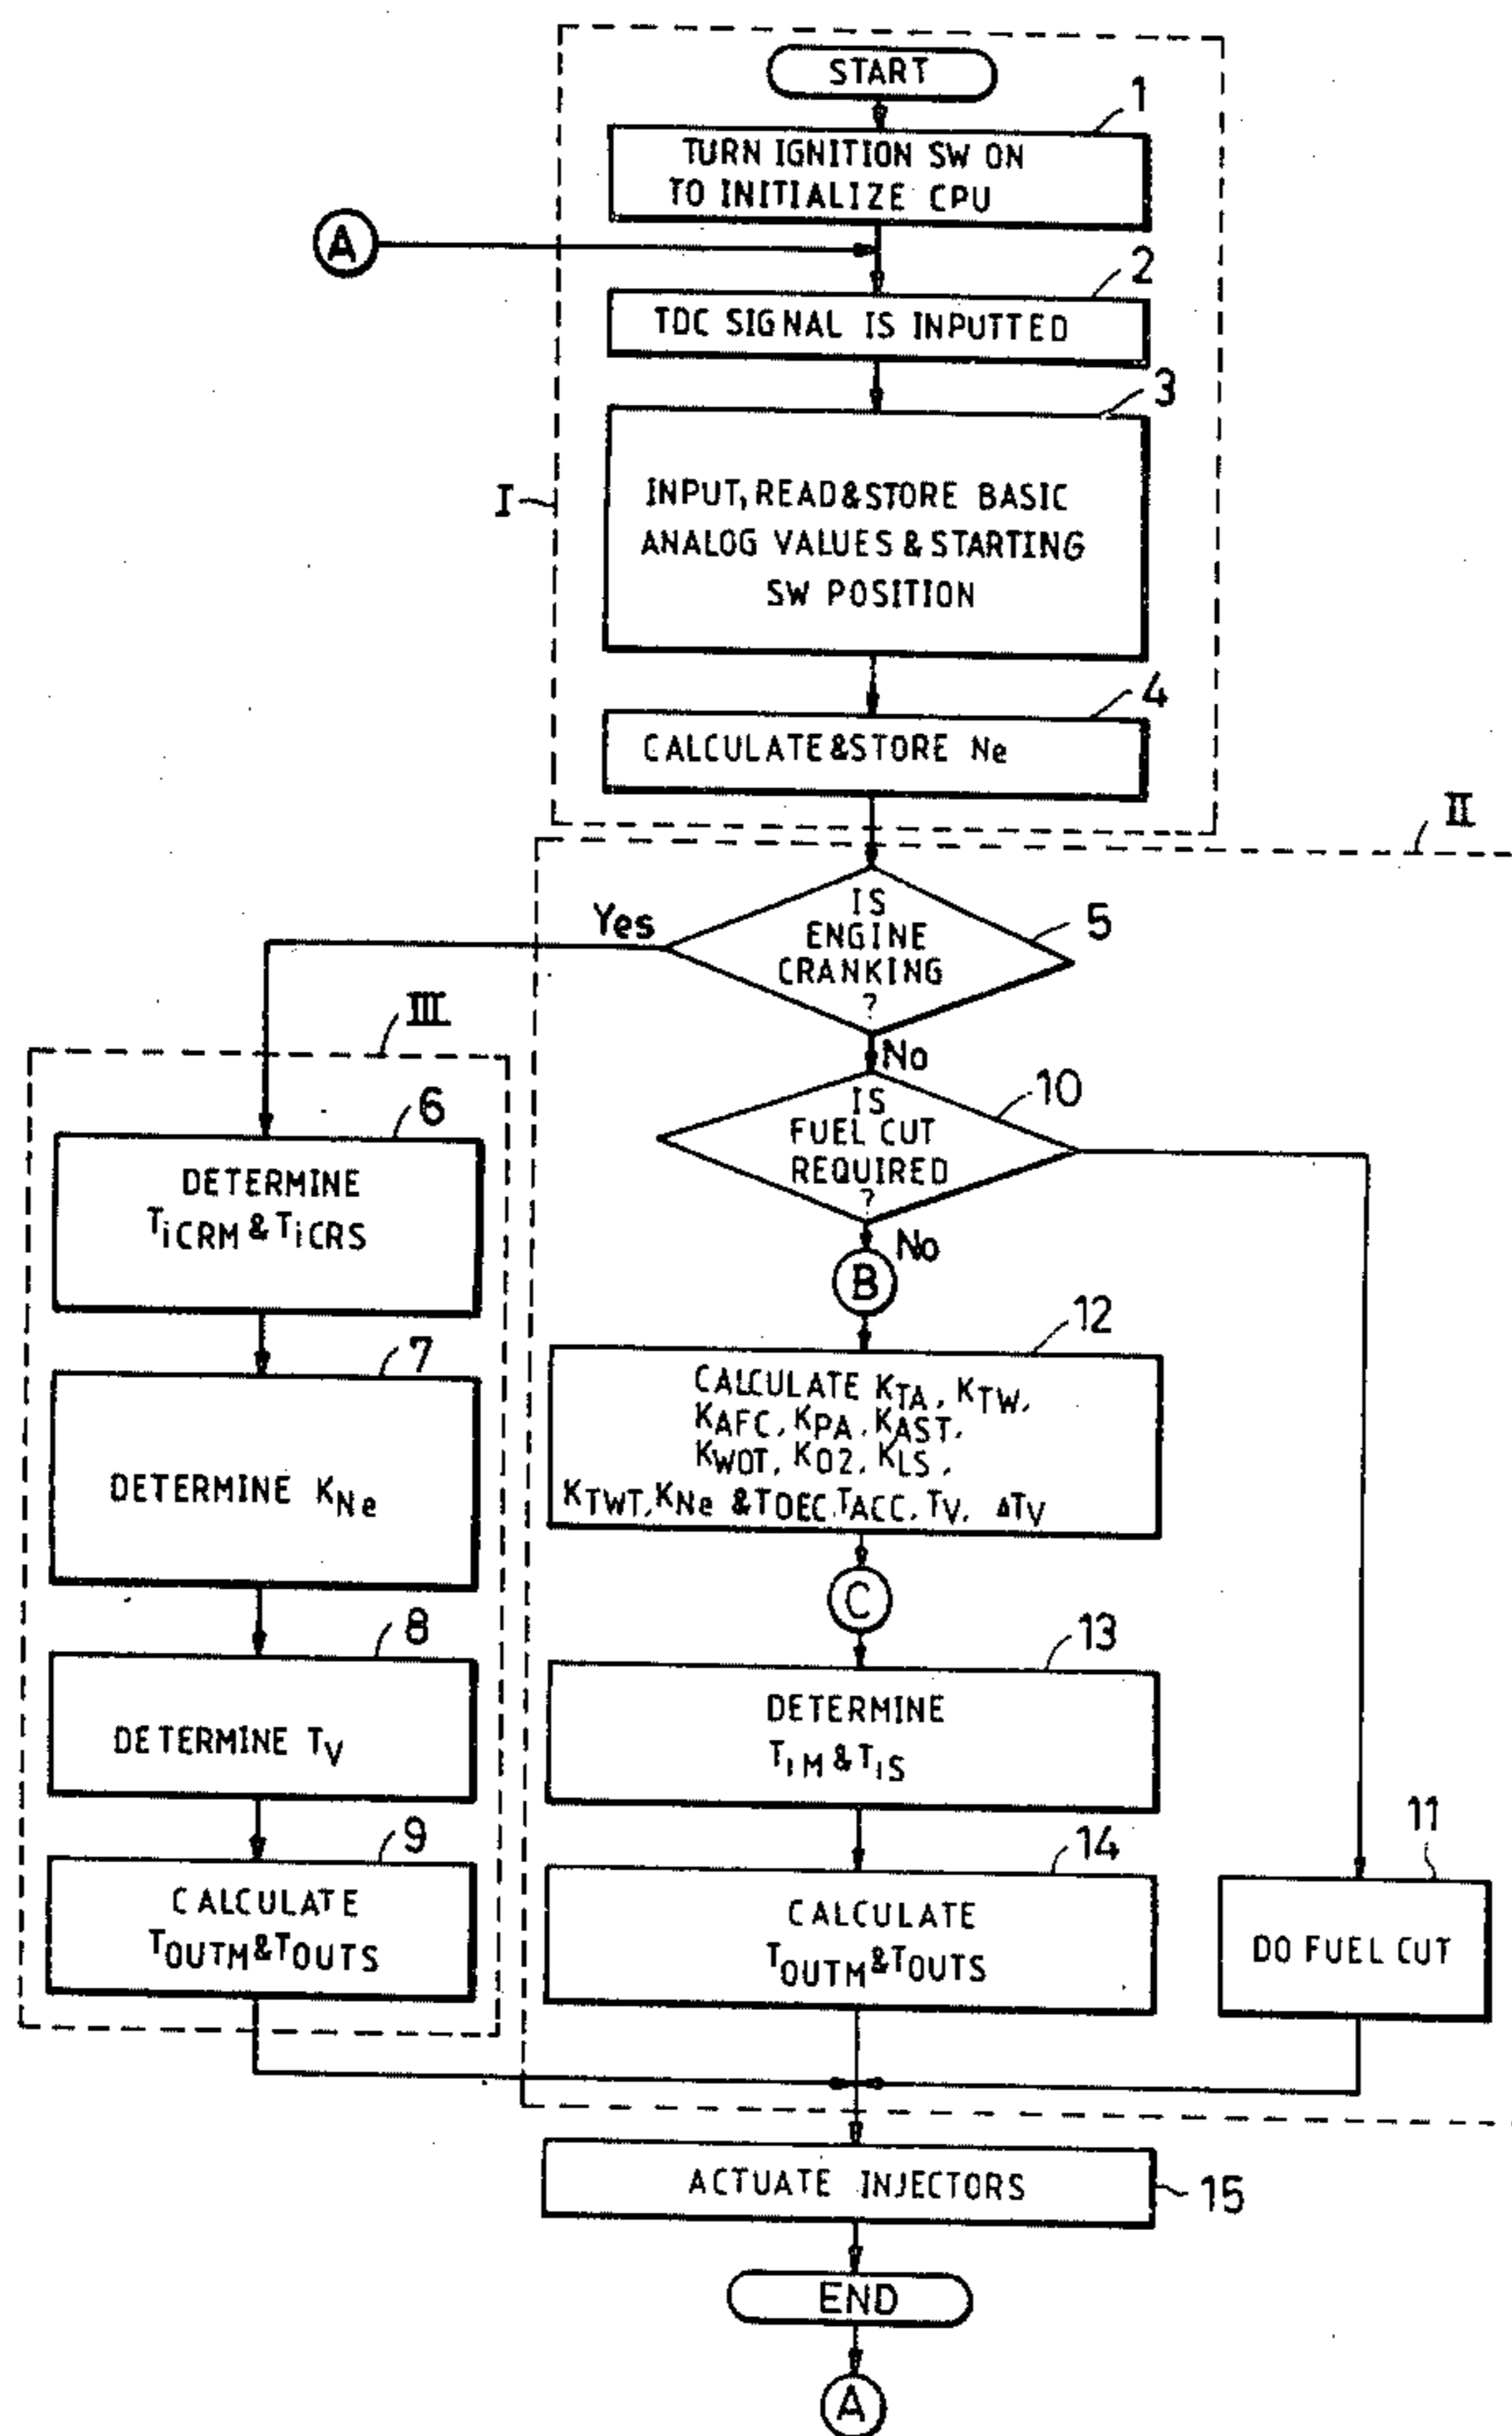 START
1
TURN IGNITION SW ON
TO INITIALIZE CPU
A
2
TDC SIGNAL IS INPUTTED
3
I
INPUT, READ & STORE BASIC
ANALOG VALUES & STARTING
SW POSITION
4
CALCULATE & STORE Ne
II
5
IS
ENGINE
CRANKING
?
Yes
No
III
6
DETERMINE
TiCRM & TiCRS
7
DETERMINE KNe
8
DETERMINE TV
9
CALCULATE
TOUTM & TOUTS
10
IS
FUEL CUT
REQUIRED
?
No
B
12
CALCULATE KTA, KTW,
KAFC, KPA, KAST,
KWOT, KO2, KLS,
KTWT, KNe & TDEC, TACC, TV, ΔTV
C
13
DETERMINE
TiM & TiS
14
CALCULATE
TOUTM & TOUTS
11
DO FUEL CUT
ACTUATE INJECTORS
15
END
A